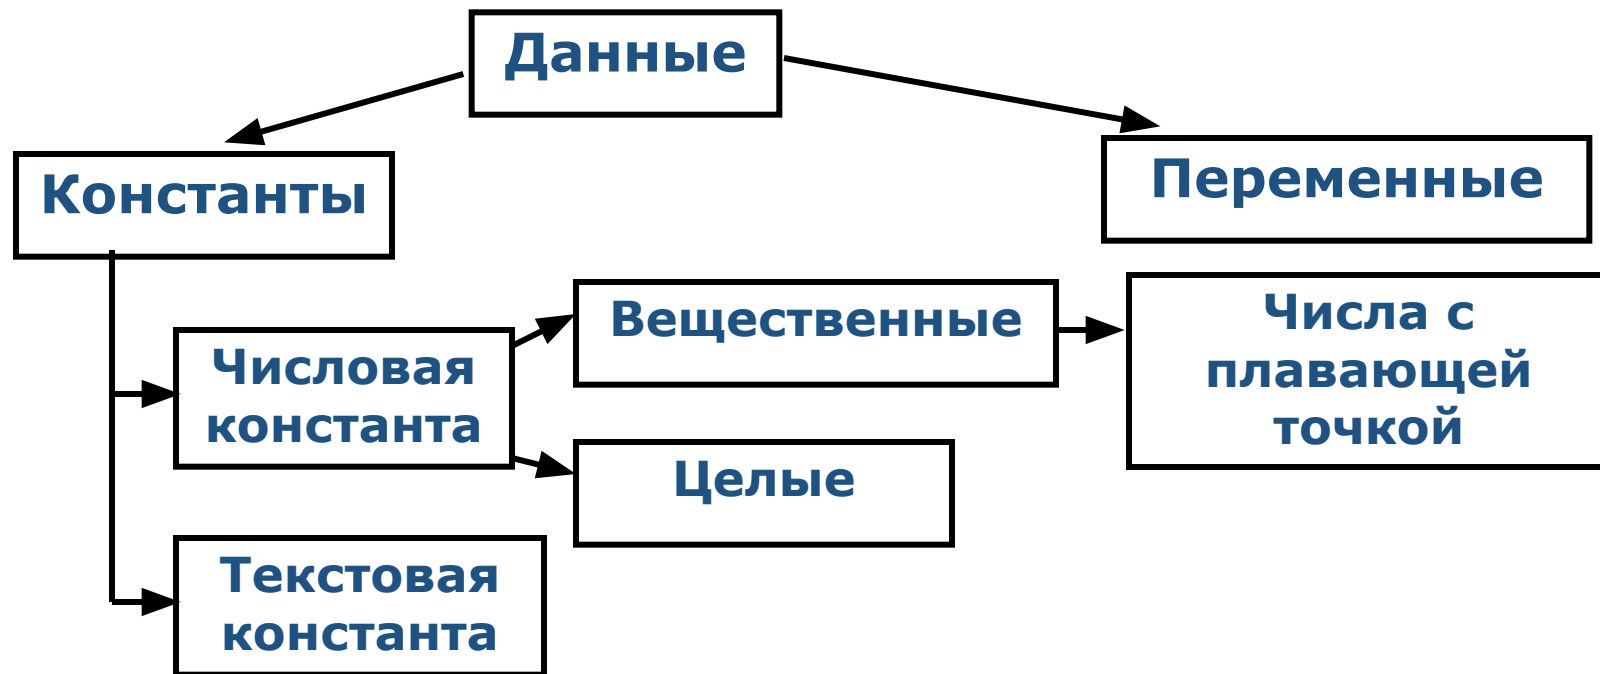 Данные
Константы
Переменные
Вещественные
Числа с
плавающей
точкой
Числовая
константа
Целые
Текстовая
константа